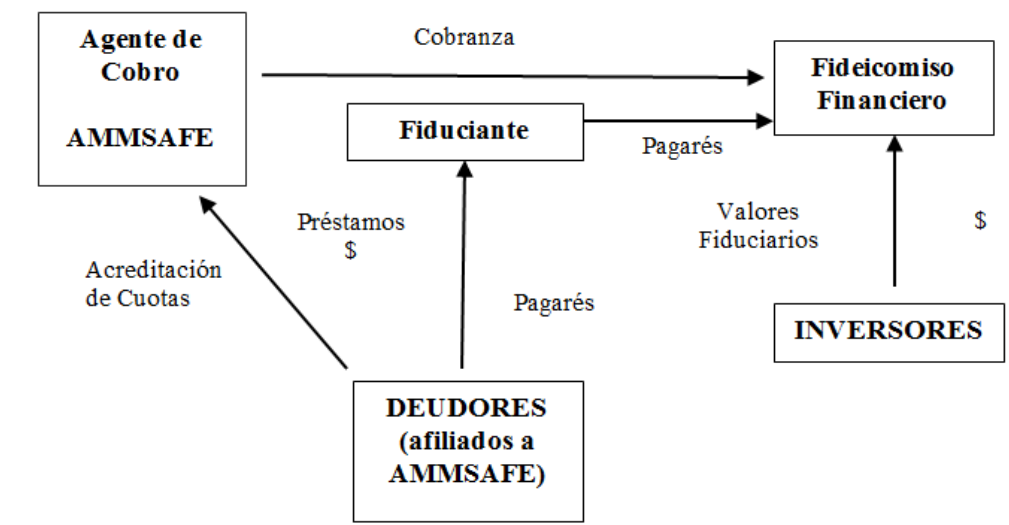 Agente de
Cobro
AMMSAFE
Cobranza
Fideicomiso
Financiero
Fiduciante
Pagarés
Préstamos
$
Valores
Fiduciarios
$
Acreditación
de Cuotas
Pagarés
INVERSORES
DEUDORES
(afiliados a
AMMSAFE)